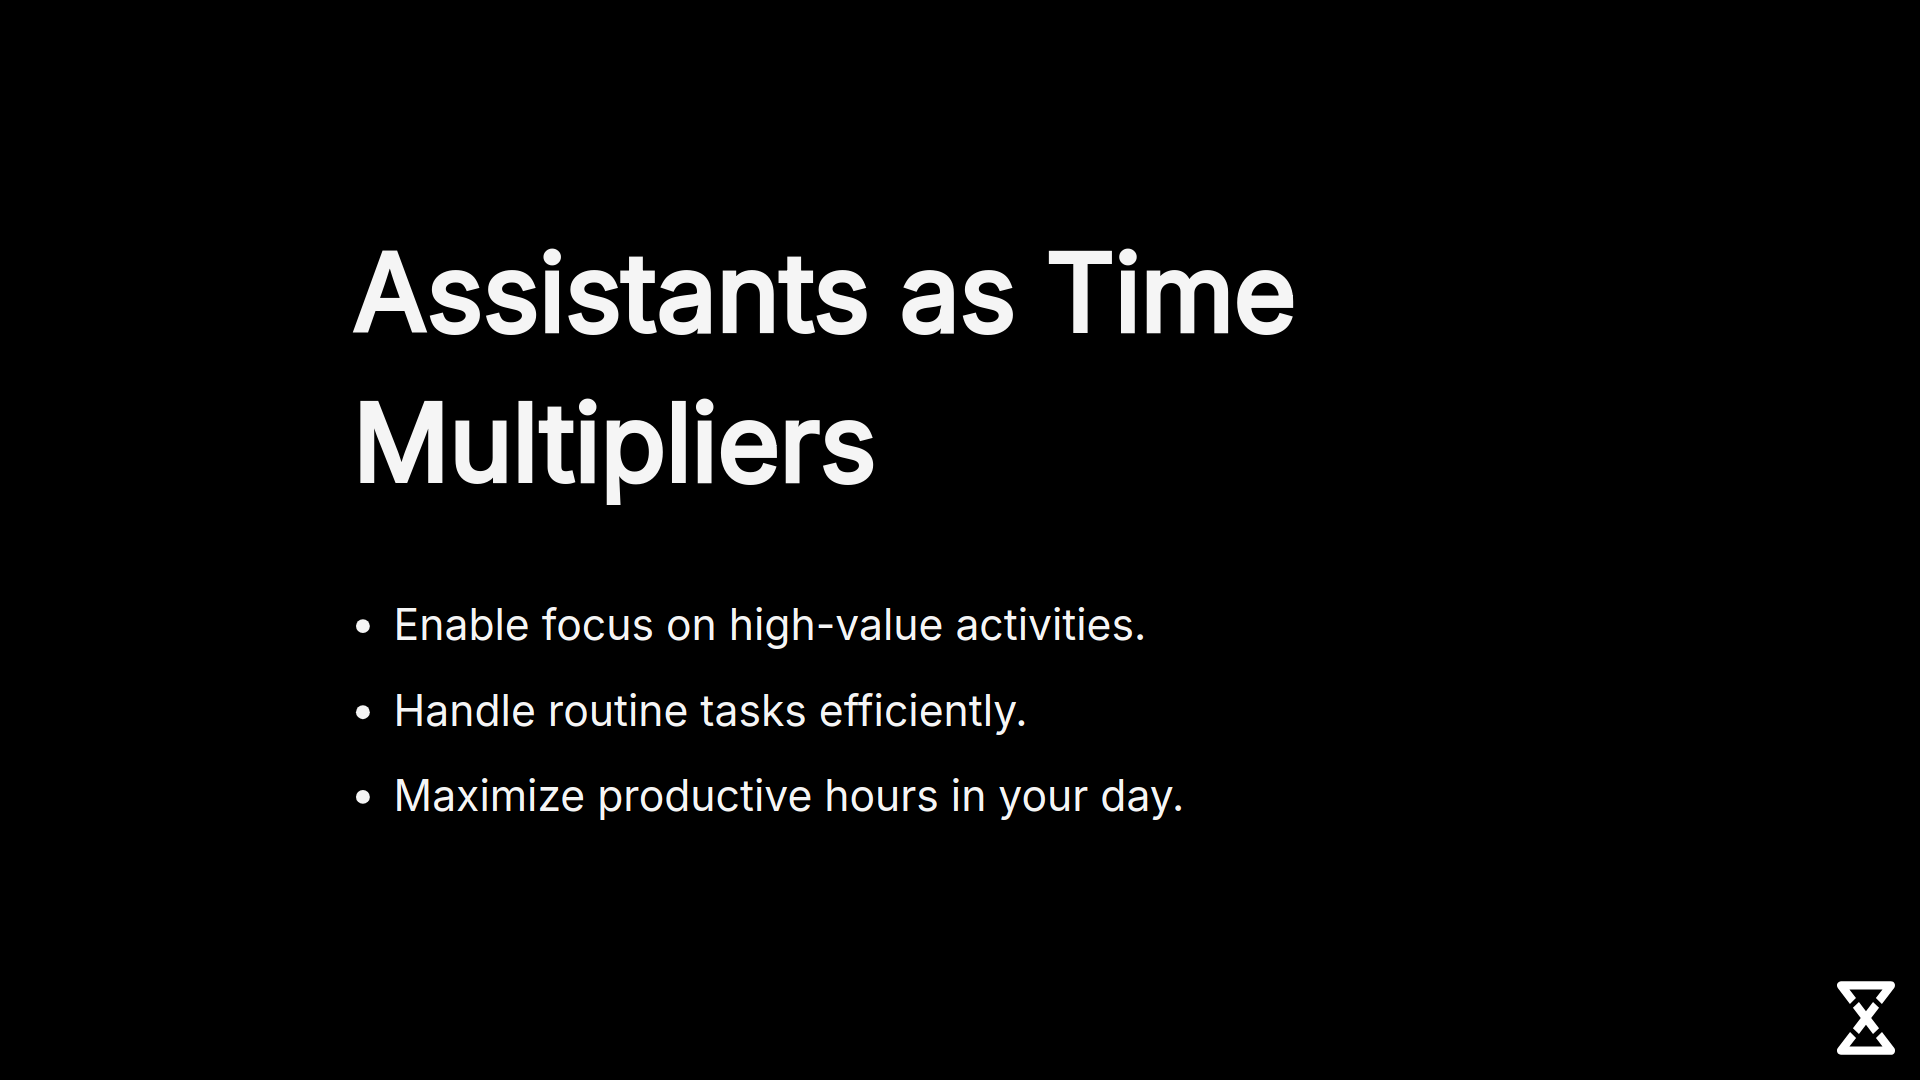 Assistants as Time
Multipliers
• Enable focus on high-value activities.
• Handle routine tasks efficiently.
• Maximize productive hours in your day.